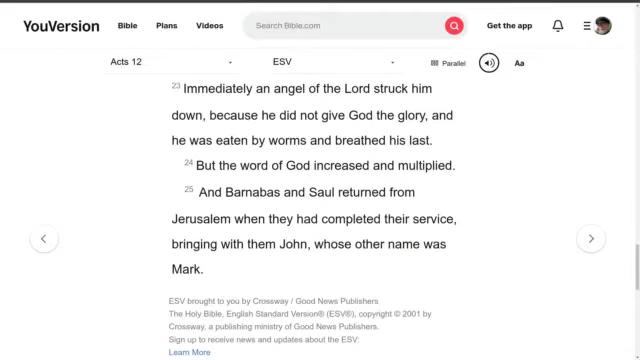 YouVersion Bible Plans Videos Search Bible.com Get the app
Acts 12 ESV Parallel Aa
23 Immediately an angel of the Lord struck him
down, because he did not give God the glory, and
he was eaten by worms and breathed his last.
24 But the word of God increased and multiplied.
25 And Barnabas and Saul returned from
Jerusalem when they had completed their service,
bringing with them John, whose other name was
Mark.
ESV brought to you by Crossway / Good News Publishers
The Holy Bible, English Standard Version® (ESV®), copyright © 2001 by
Crossway, a publishing ministry of Good News Publishers.
Sign up to receive news and updates about the ESV:
Learn More